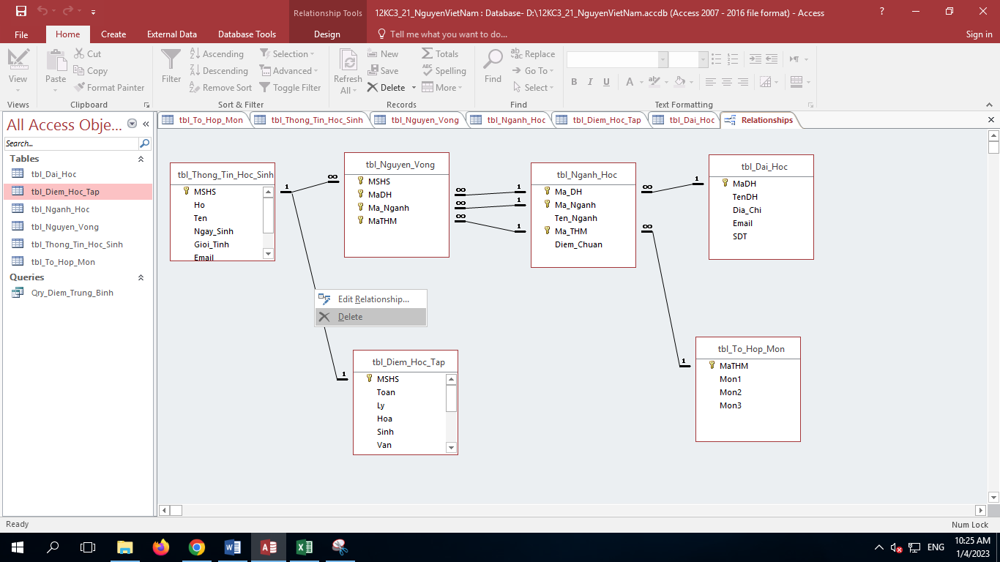 Relationship Tools
12KC3_21_NguyenVietNam : Database- D:\12KC3_21_NguyenVietNam.accdb (Access 2007 - 2016 file format) - Access
?
File
Home
Create
External Data
Database Tools
Design
Tell me what you want to do...
Sign in
View
Views
Paste
Cut
Copy
Format Painter
Clipboard
Filter
Ascending
Descending
Remove Sort
Selection
Advanced
Toggle Filter
Sort & Filter
Refresh
All
New
Save
Delete
Totals
Spelling
More
Records
Find
Replace
Go To
Select
Find
B I U
A
Text Formatting
All Access Obje...
Search...
Tables
tbl_Dai_Hoc
tbl_Diem_Hoc_Tap
tbl_Nganh_Hoc
tbl_Nguyen_Vong
tbl_Thong_Tin_Hoc_Sinh
tbl_To_Hop_Mon
Queries
Qry_Diem_Trung_Binh
tbl_To_Hop_Mon
tbl_Thong_Tin_Hoc_Sinh
tbl_Nguyen_Vong
tbl_Nganh_Hoc
tbl_Diem_Hoc_Tap
tbl_Dai_Hoc
Relationships
tbl_Thong_Tin_Hoc_Sinh
MSHS
Ho
Ten
Ngay_Sinh
Gioi_Tinh
Email
1
∞
tbl_Nguyen_Vong
MSHS
MaDH
Ma_Nganh
MaTHM
∞
∞
∞
1
1
1
tbl_Nganh_Hoc
Ma_DH
Ma_Nganh
Ten_Nganh
Ma_THM
Diem_Chuan
∞
∞
1
tbl_Dai_Hoc
MaDH
TenDH
Dia_Chi
Email
SDT
Edit Relationship...
Delete
1
tbl_Diem_Hoc_Tap
MSHS
Toan
Ly
Hoa
Sinh
Van
1
tbl_To_Hop_Mon
MaTHM
Mon1
Mon2
Mon3
Ready
Num Lock
ENG
10:25 AM
1/4/2023